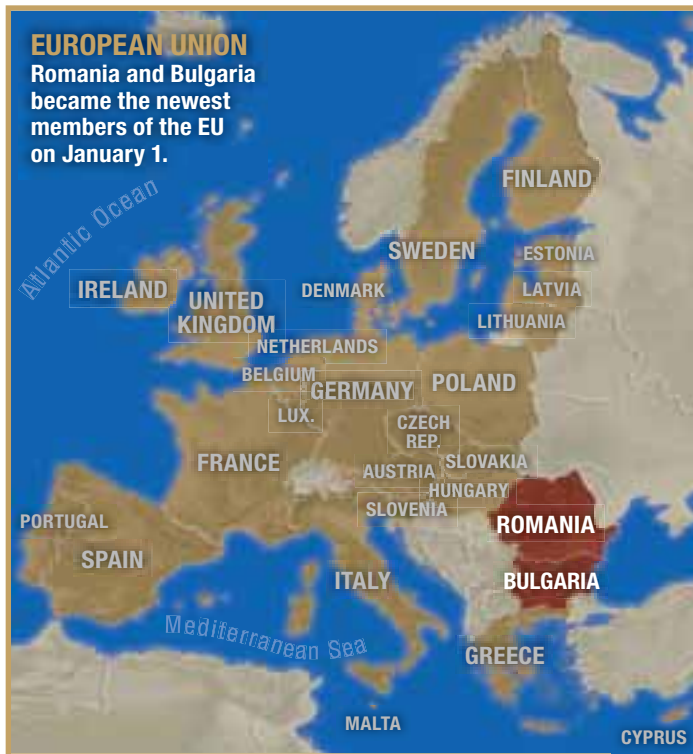 EUROPEAN UNION
Romania and Bulgaria
became the newest
members of the EU
on January 1.
Atlantic Ocean
FINLAND
SWEDEN
ESTONIA
IRELAND
UNITED
KINGDOM
DENMARK
LATVIA
LITHUANIA
NETHERLANDS
BELGIUM
GERMANY
POLAND
LUX.
CZECH
REP.
FRANCE
AUSTRIA
SLOVAKIA
HUNGARY
SLOVENIA
ROMANIA
PORTUGAL
SPAIN
ITALY
BULGARIA
Mediterranean Sea
GREECE
MALTA
CYPRUS